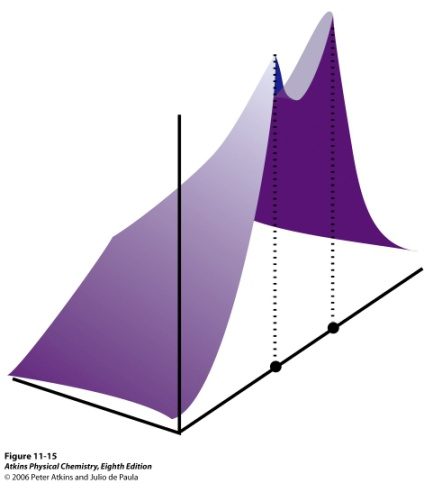 Figure 11-15
Atkins Physical Chemistry, Eighth Edition
© 2006 Peter Atkins and Julio de Paula